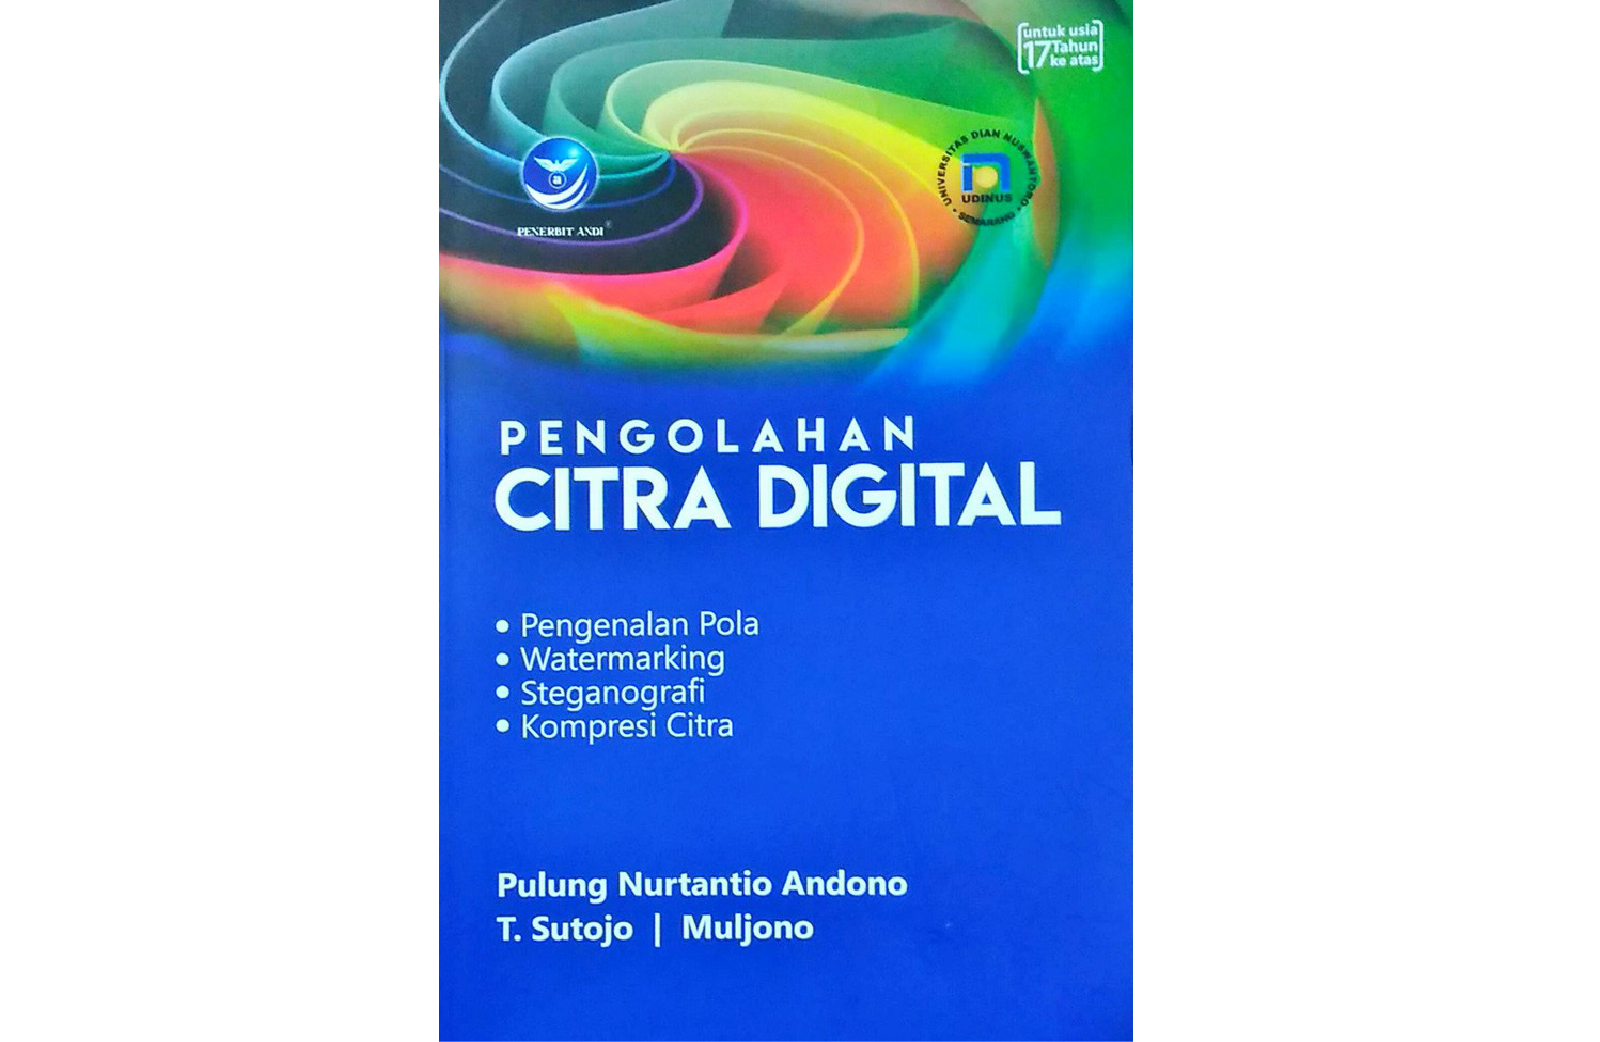 untuk usia
17 Tahun
ke atas
UNIVERSITAS DIAN NUSWANTORO
UDINUS
• SEMARANG •
a
PENERBIT ANDI®
PENGOLAHAN
CITRA DIGITAL
• Pengenalan Pola
• Watermarking
• Steganografi
• Kompresi Citra
Pulung Nurtantio Andono
T. Sutojo | Muljono